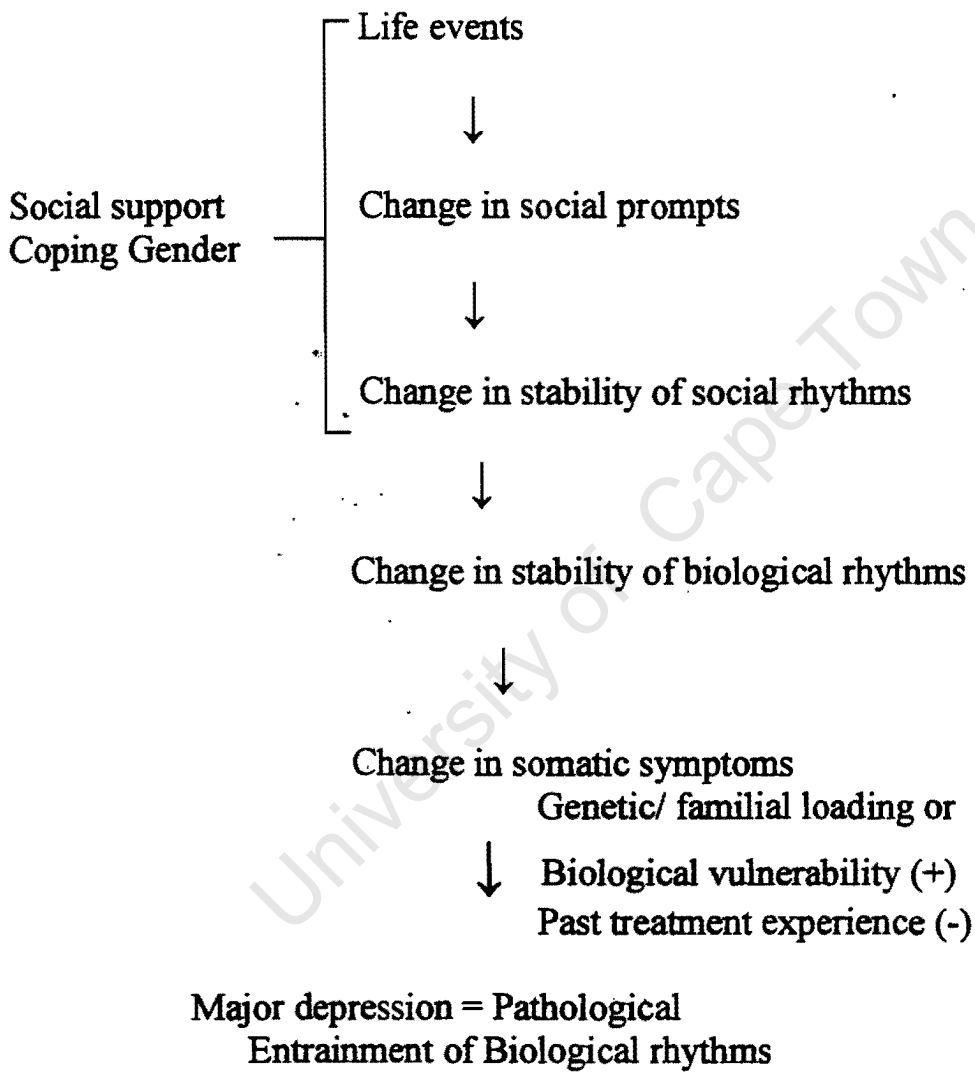 Life events
↓
Social support
Coping Gender
Change in social prompts
↓
Change in stability of social rhythms
↓
Change in stability of biological rhythms
↓
Change in somatic symptoms
Genetic/ familial loading or
↓ Biological vulnerability (+)
Past treatment experience (-)
Major depression = Pathological
Entrainment of Biological rhythms
University of Cape Town